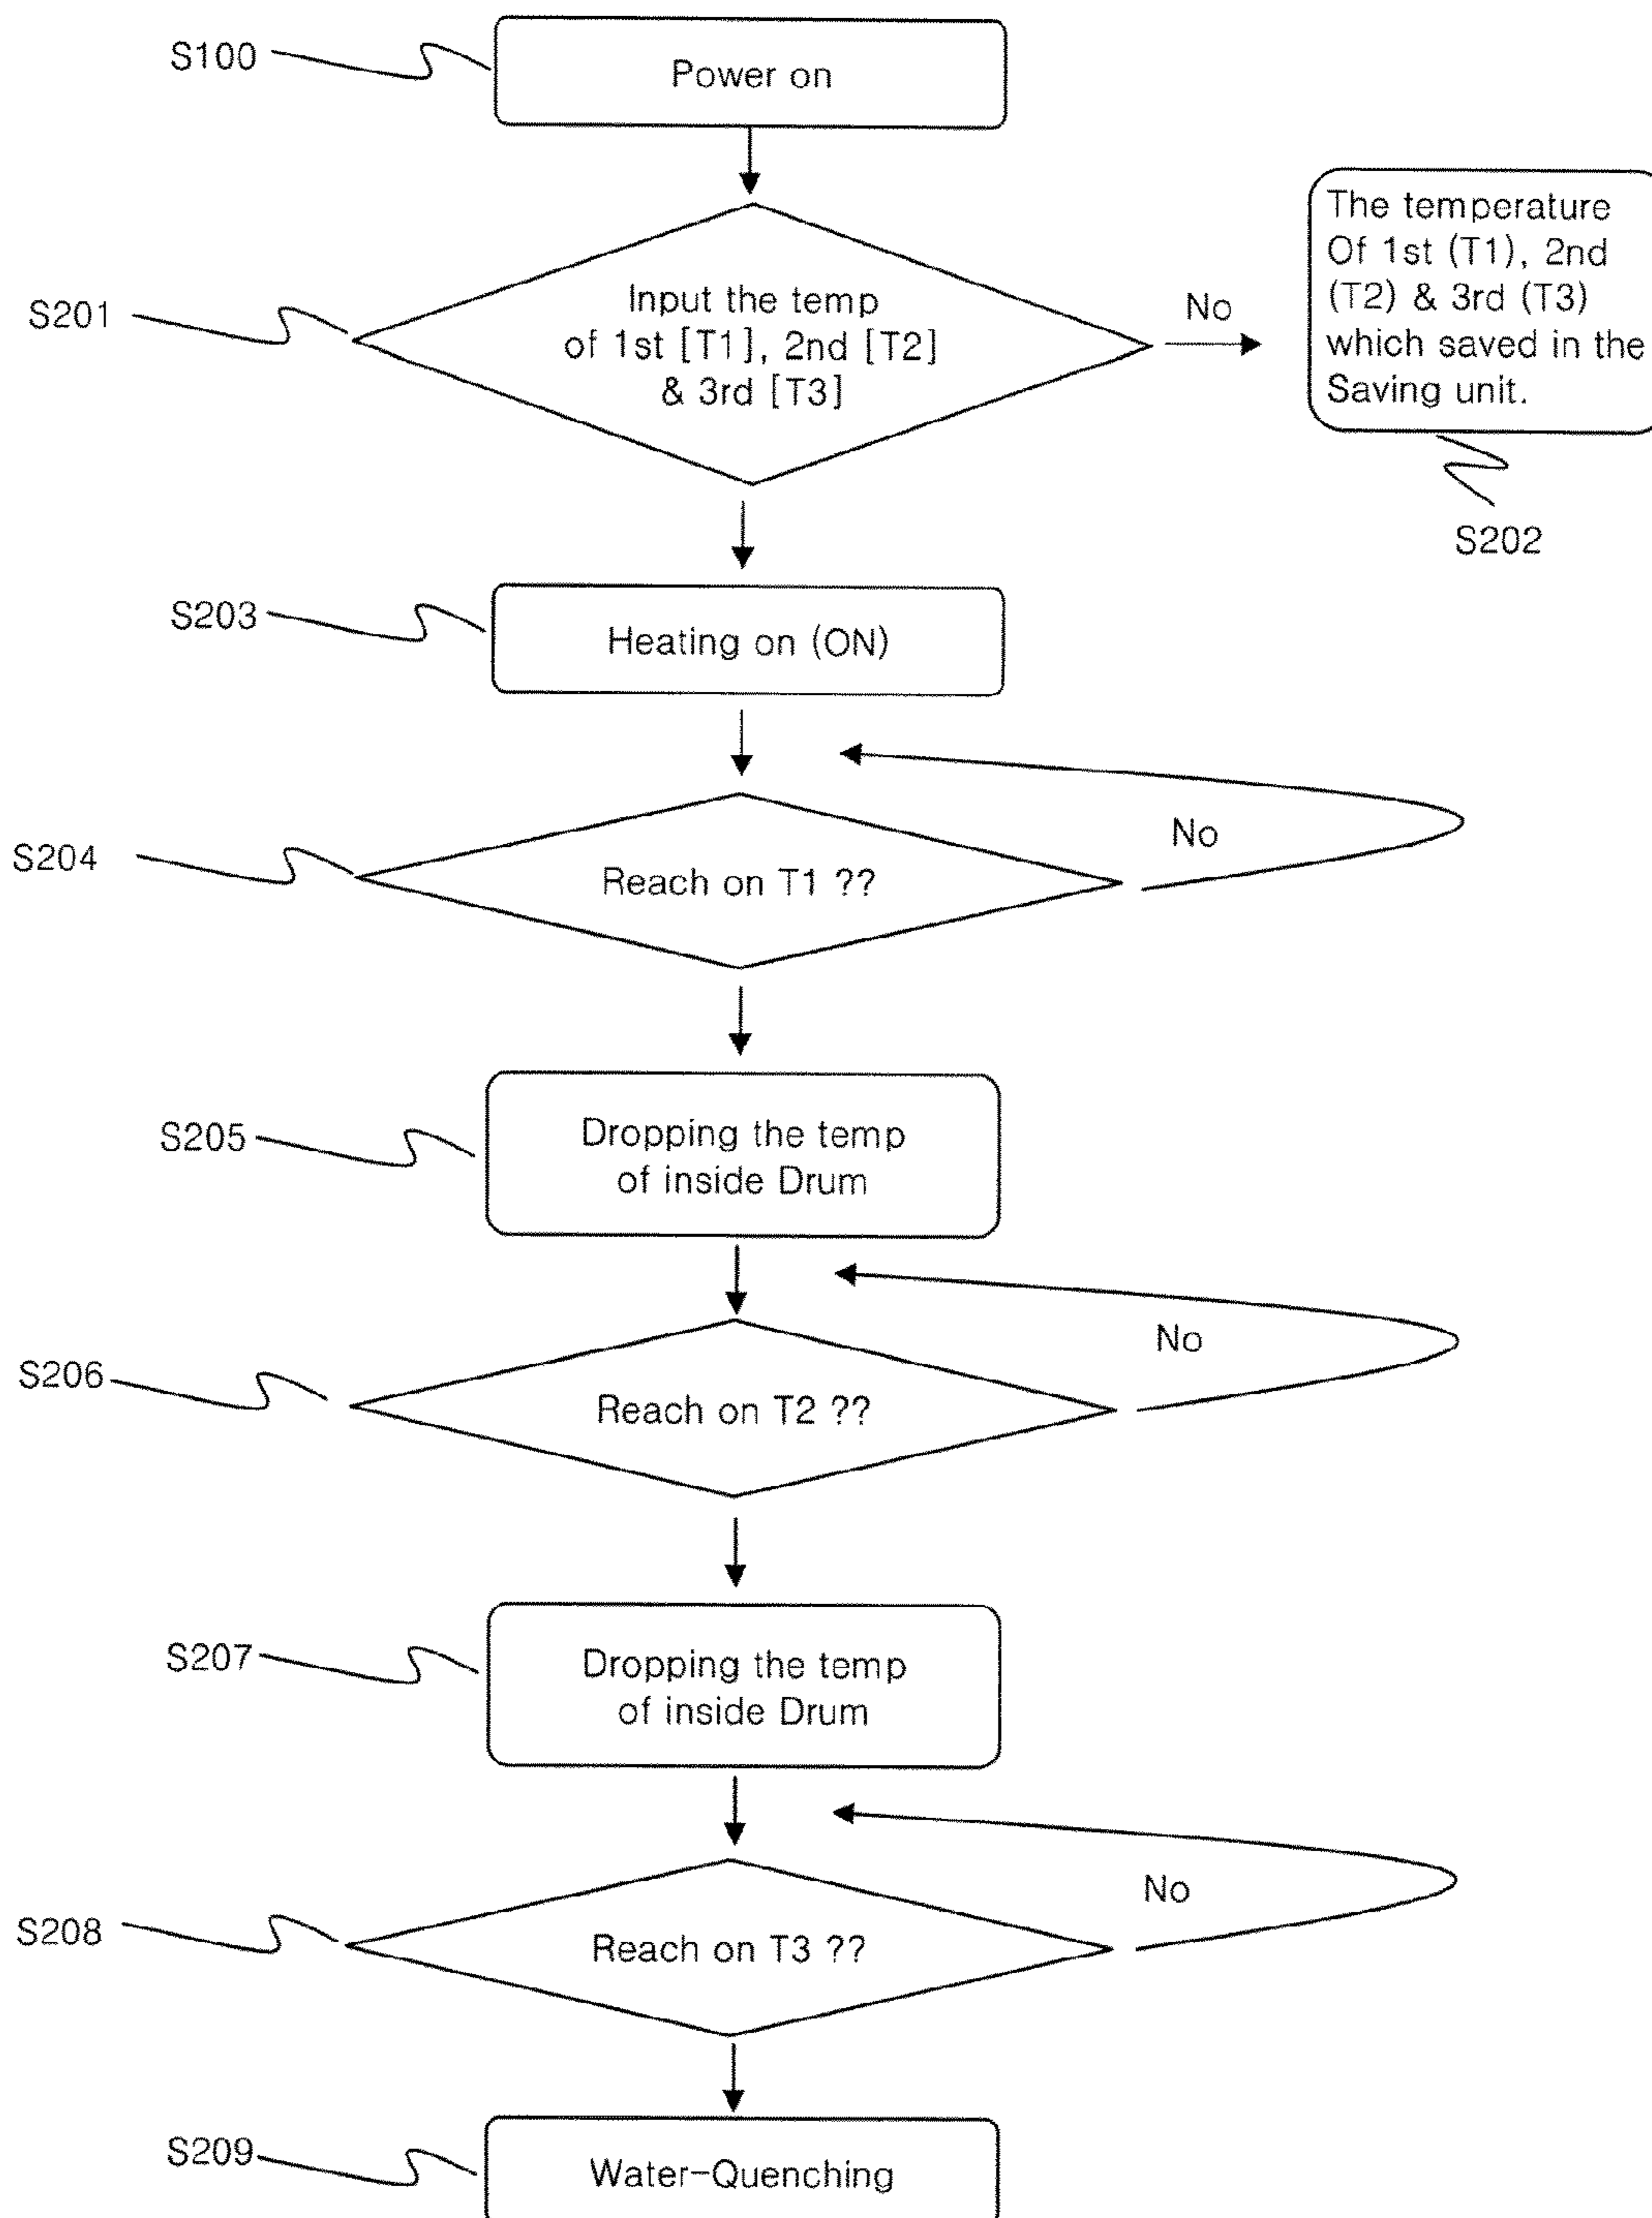 S100
Power on
S201
Input the temp
of 1st [T1], 2nd [T2]
& 3rd [T3]
No
The temperature
Of 1st (T1), 2nd
(T2) & 3rd (T3)
which saved in the
Saving unit.
S202
S203
Heating on (ON)
S204
Reach on T1 ??
No
S205
Dropping the temp
of inside Drum
S206
Reach on T2 ??
No
S207
Dropping the temp
of inside Drum
S208
Reach on T3 ??
No
S209
Water-Quenching